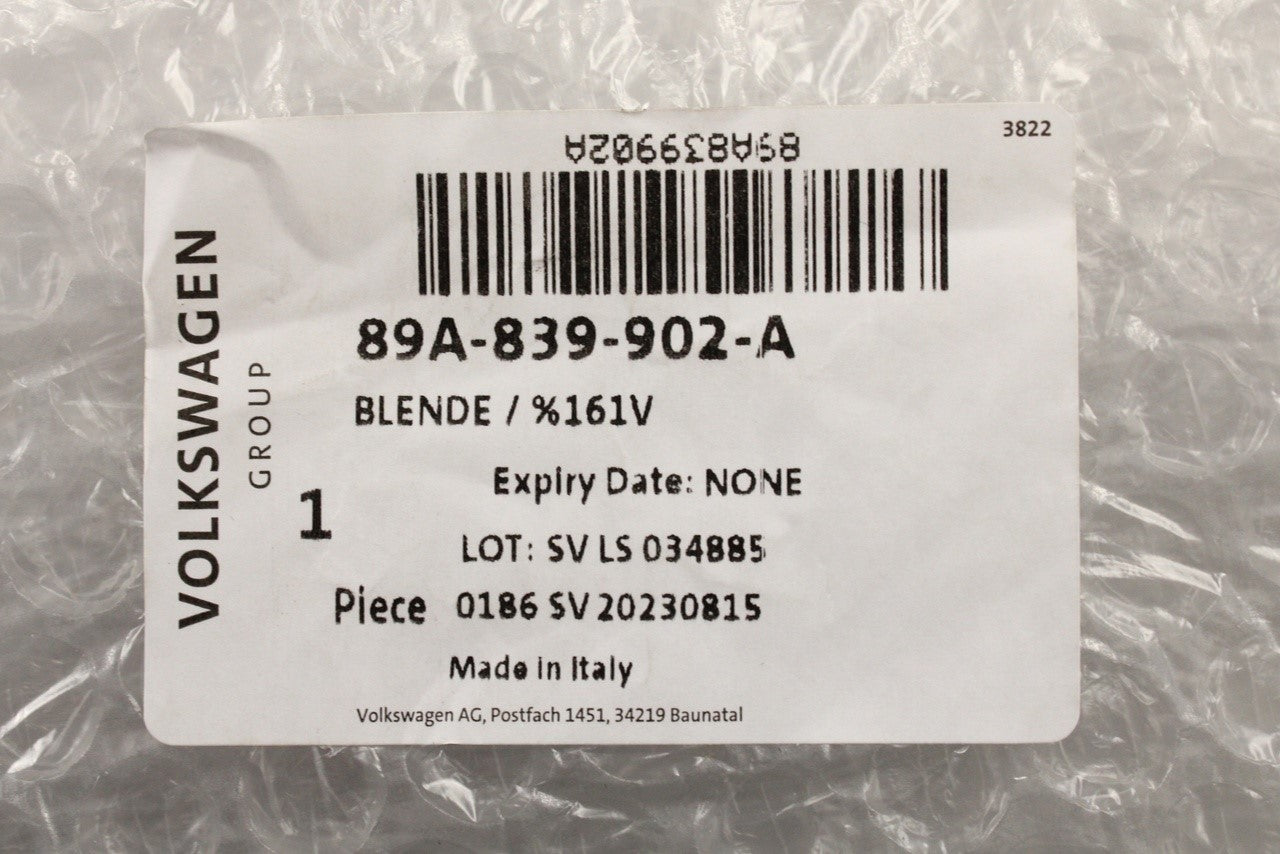 3822
89A839902A
89A-839-902-A
BLENDE / %161V
Expiry Date: NONE
LOT: SV LS 034885
1
Piece 0186 SV 20230815
Made in Italy
Volkswagen AG, Postfach 1451, 34219 Baunatal
VOLKSWAGEN
GROUP